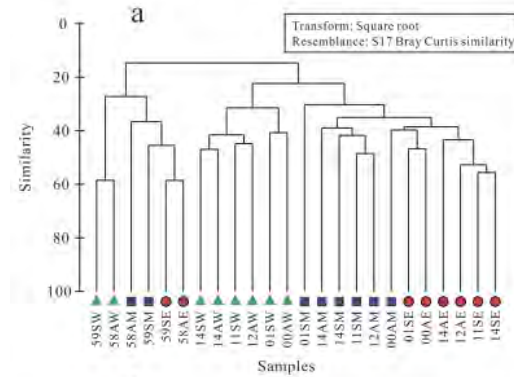 a
Transform: Square root
Resemblance: S17 Bray Curtis similarity
0
20
40
60
80
100
Similarity
59SW
58AW
58AM
59SM
59SE
58AE
14SW
14AW
11SW
12AW
01SW
00AW
01SM
14AM
14SM
11SM
12AM
00AM
01SE
00AE
14AE
12AE
11SE
14SE
Samples